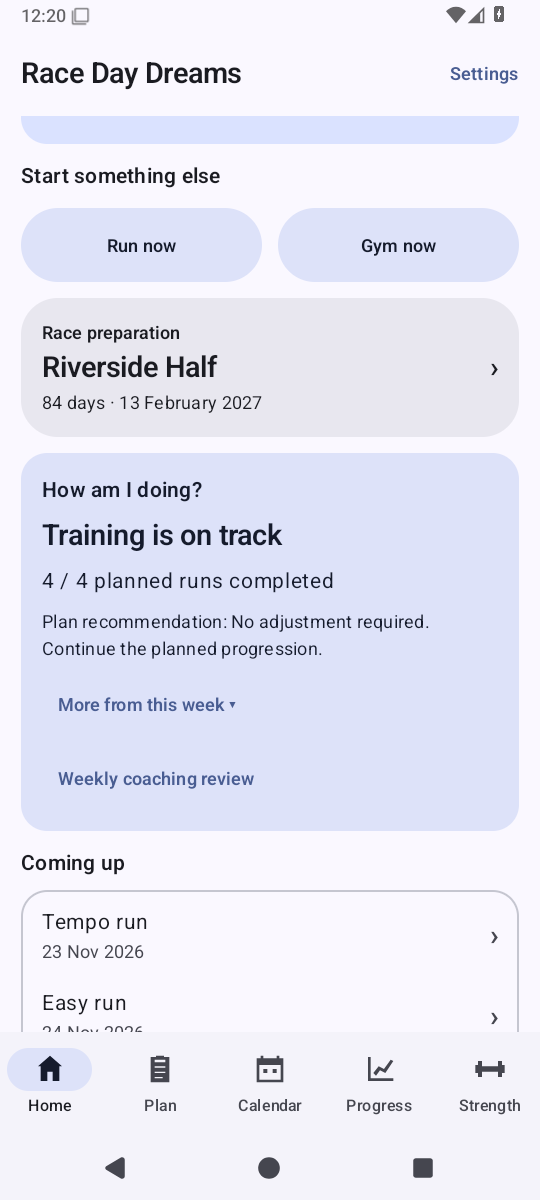 12:20
Race Day Dreams
Settings
Start something else
Run now
Gym now
Race preparation
Riverside Half
84 days · 13 February 2027
How am I doing?
Training is on track
4 / 4 planned runs completed
Plan recommendation: No adjustment required.
Continue the planned progression.
More from this week ▾
Weekly coaching review
Coming up
Tempo run
23 Nov 2026
Easy run
24 Nov 2026
Home
Plan
Calendar
Progress
Strength